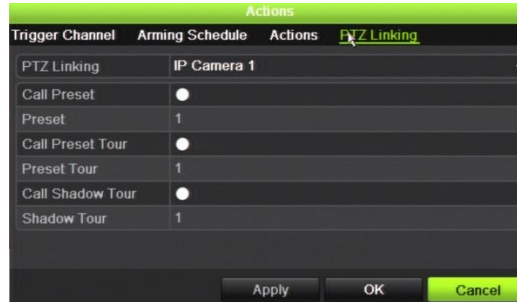 Actions
Trigger Channel Arming Schedule Actions PTZ Linking
PTZ Linking IP Camera 1
Call Preset
Preset 1
Call Preset Tour
Preset Tour 1
Call Shadow Tour
Shadow Tour 1
Apply OK Cancel